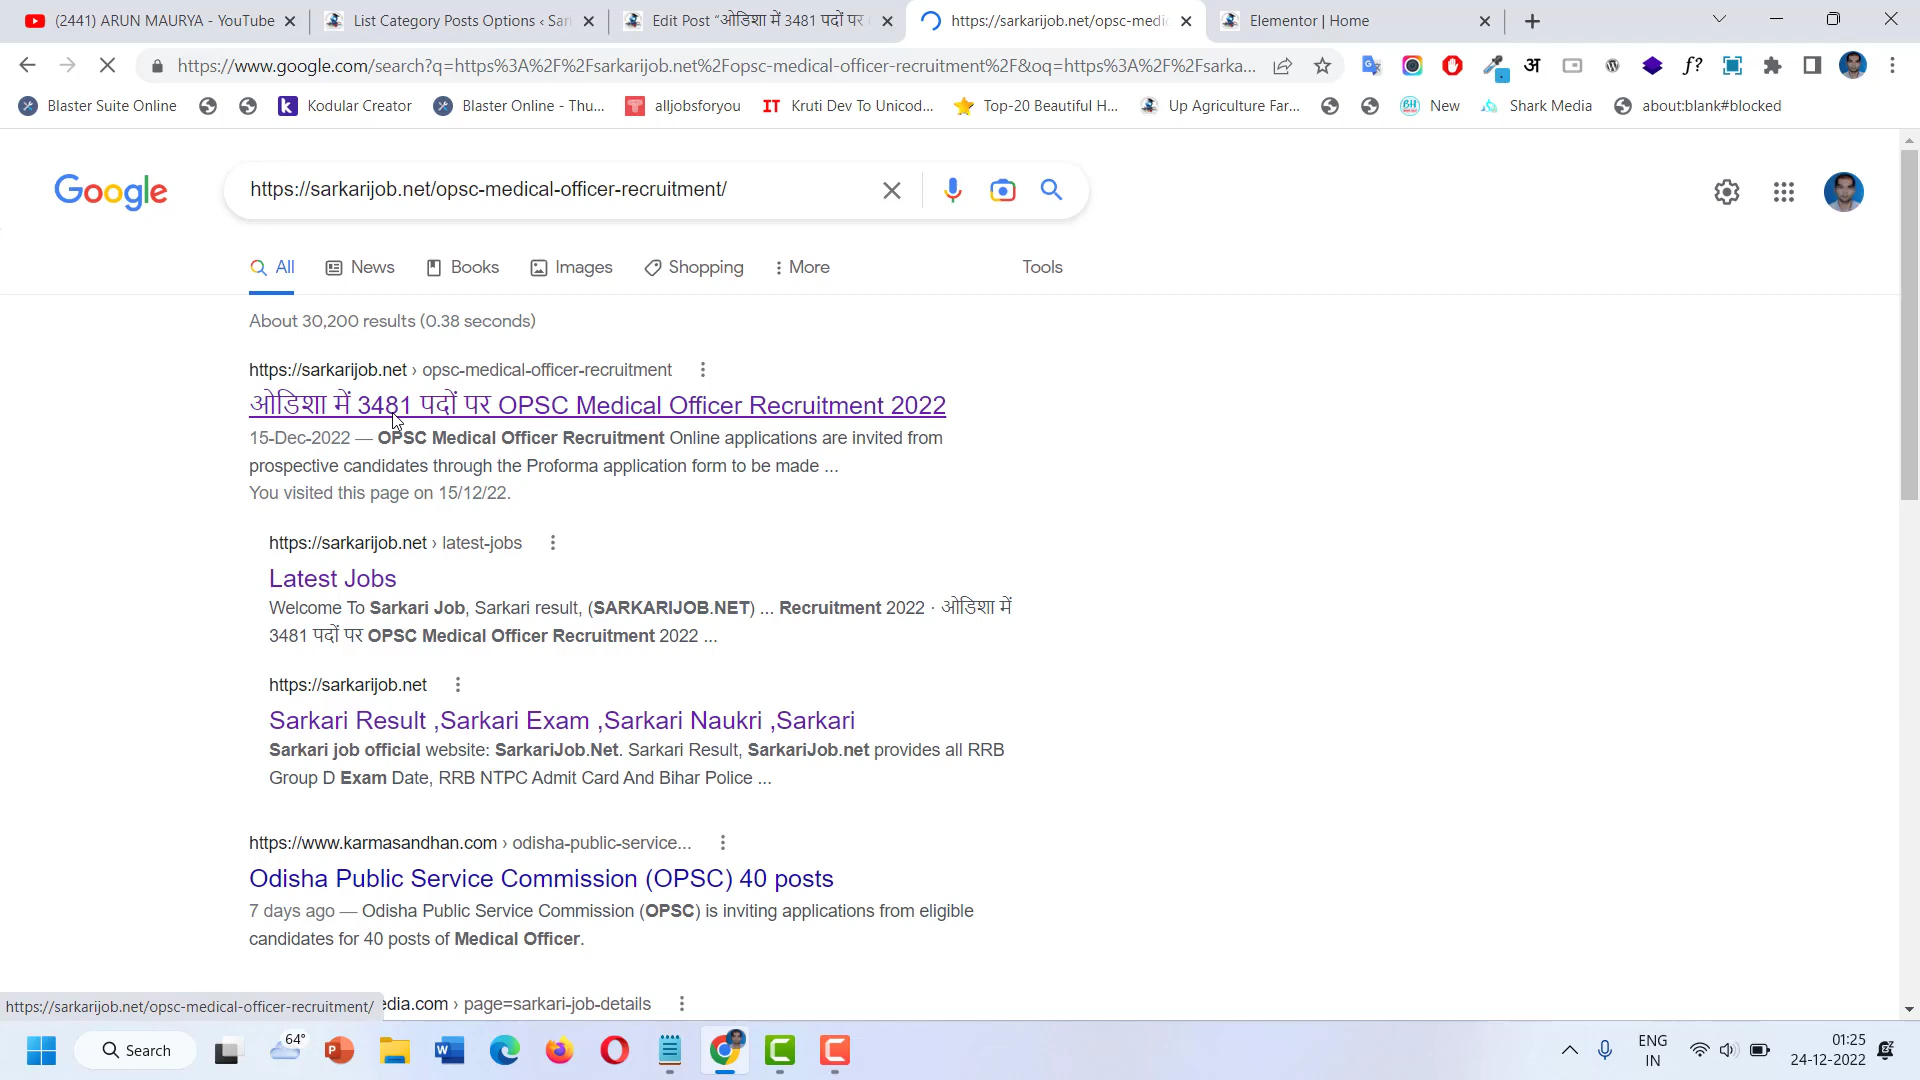 (2441) ARUN MAURYA - YouTube
List Category Posts Options ‹ Sar
Edit Post "ओडिशा में 3481 पदों पर
https://sarkarijob.net/opsc-medic
Elementor | Home
https://www.google.com/search?q=https%3A%2F%2Fsarkarijob.net%2Fopsc-medical-officer-recruitment%2F&oq=https%3A%2F%2Fsarka...
अ
f?
Blaster Suite Online
Kodular Creator
Blaster Online - Thu...
alljobsforyou
IT Kruti Dev To Unicod...
Top-20 Beautiful H...
Up Agriculture Far...
New
Shark Media
about:blank#blocked
Google
https://sarkarijob.net/opsc-medical-officer-recruitment/
All
News
Books
Images
Shopping
More
Tools
About 30,200 results (0.38 seconds)
https://sarkarijob.net › opsc-medical-officer-recruitment
ओडिशा में 3481 पदों पर OPSC Medical Officer Recruitment 2022
15-Dec-2022 — OPSC Medical Officer Recruitment Online applications are invited from
prospective candidates through the Proforma application form to be made ...
You visited this page on 15/12/22.
https://sarkarijob.net › latest-jobs
Latest Jobs
Welcome To Sarkari Job, Sarkari result, (SARKARIJOB.NET) ... Recruitment 2022 · ओडिशा में
3481 पदों पर OPSC Medical Officer Recruitment 2022 ...
https://sarkarijob.net
Sarkari Result ,Sarkari Exam ,Sarkari Naukri ,Sarkari
Sarkari job official website: SarkariJob.Net. Sarkari Result, SarkariJob.net provides all RRB
Group D Exam Date, RRB NTPC Admit Card And Bihar Police ...
https://www.karmasandhan.com › odisha-public-service...
Odisha Public Service Commission (OPSC) 40 posts
7 days ago — Odisha Public Service Commission (OPSC) is inviting applications from eligible
candidates for 40 posts of Medical Officer.
https://sarkarijob.net/opsc-medical-officer-recruitment/
edia.com › page=sarkari-job-details
Search
64°
ENG
IN
01:25
24-12-2022